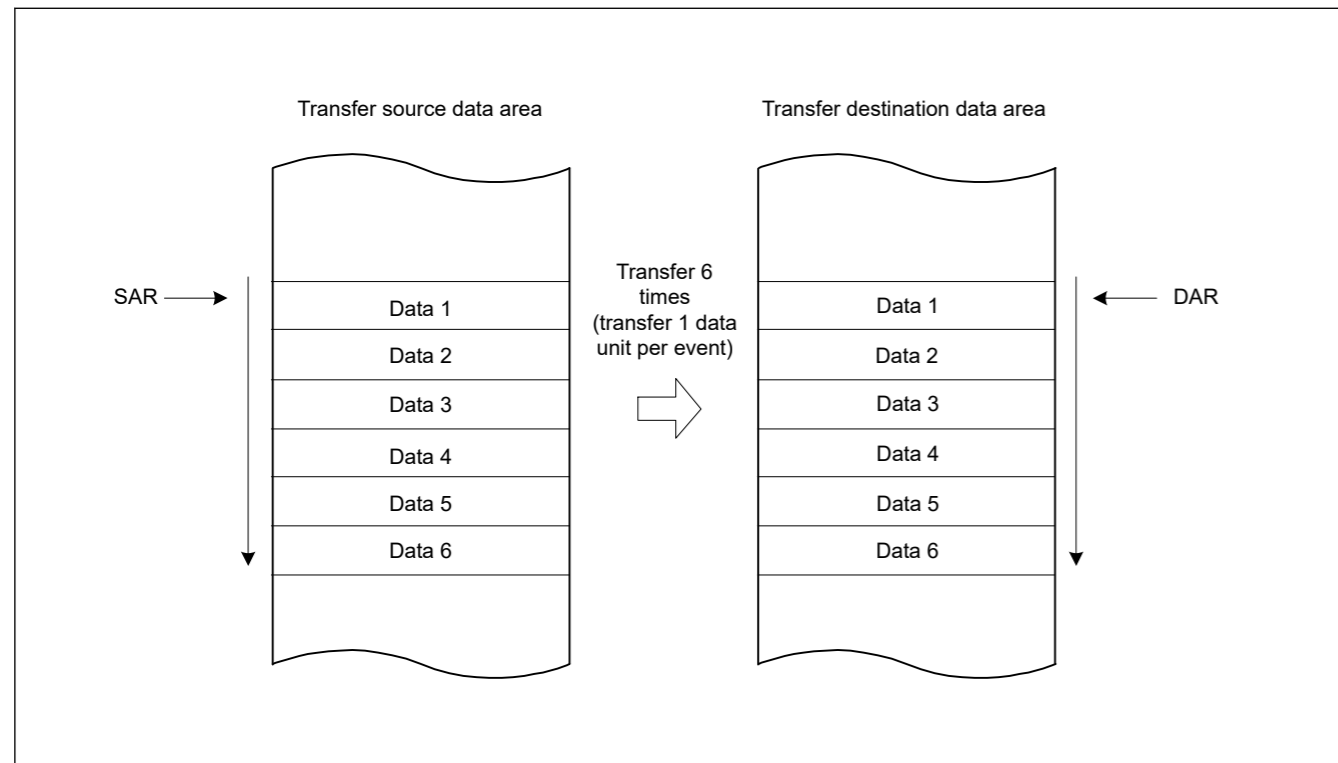 Transfer source data area
Transfer destination data area
SAR
Data 1
Data 2
Data 3
Data 4
Data 5
Data 6
Transfer 6
times
(transfer 1 data
unit per event)
Data 1
Data 2
Data 3
Data 4
Data 5
Data 6
DAR